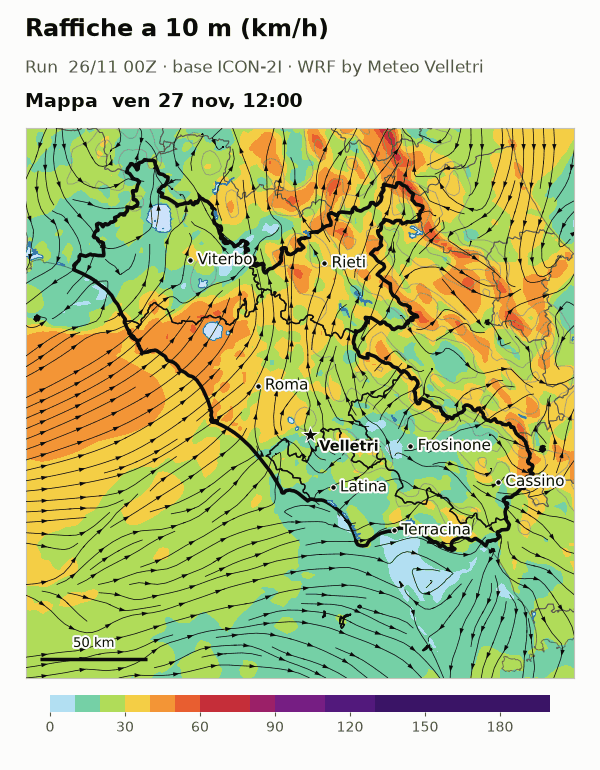 Raffiche a 10 m (km/h)
Run 26/11 00Z · base ICON-2I · WRF by Meteo Velletri
Mappa ven 27 nov, 12:00
Viterbo
Rieti
Roma
Velletri
Frosinone
Latina
Cassino
Terracina
50 km
0 30 60 90 120 150 180